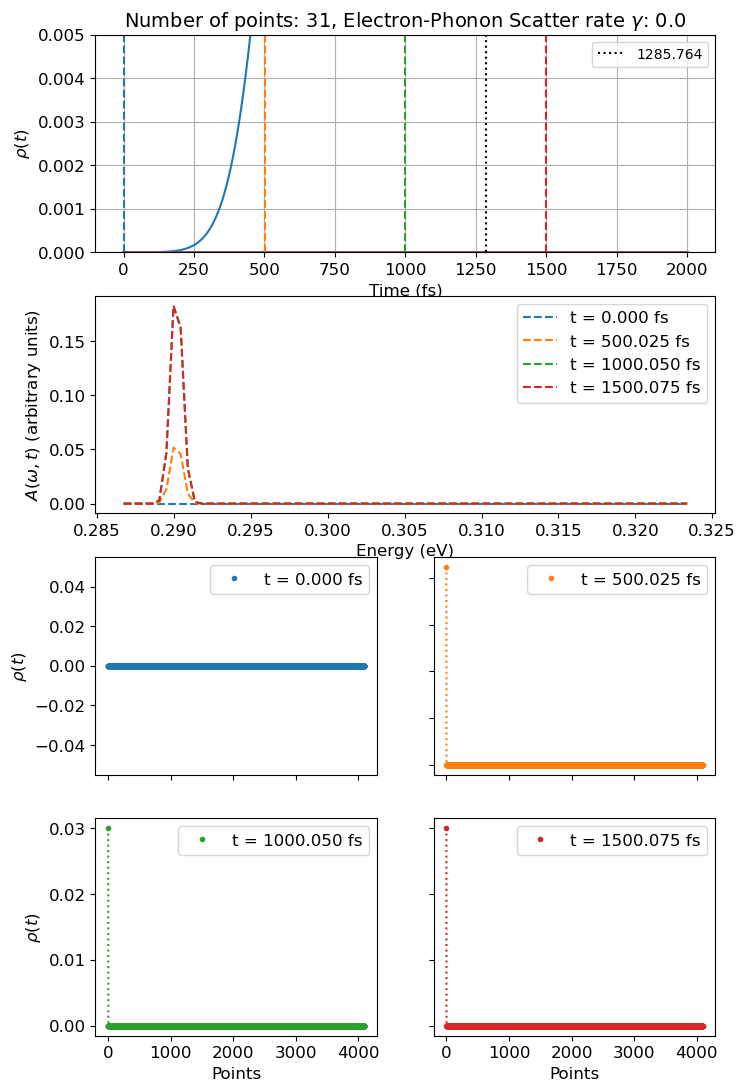 Number of points: 31, Electron-Phonon Scatter rate γ: 0.0
0.005
0.004
0.003
0.002
0.001
0.000
ρ(t)
1285.764
0 250 500 750 1000 1250 1500 1750 2000
Time (fs)
0.15
0.10
0.05
0.00
A(ω, t) (arbitrary units)
t = 0.000 fs
t = 500.025 fs
t = 1000.050 fs
t = 1500.075 fs
0.285 0.290 0.295 0.300 0.305 0.310 0.315 0.320 0.325
Energy (eV)
0.04
0.02
0.00
−0.02
−0.04
ρ(t)
t = 0.000 fs
t = 500.025 fs
0.03
0.02
0.01
0.00
ρ(t)
t = 1000.050 fs
t = 1500.075 fs
0 1000 2000 3000 4000
Points
0 1000 2000 3000 4000
Points